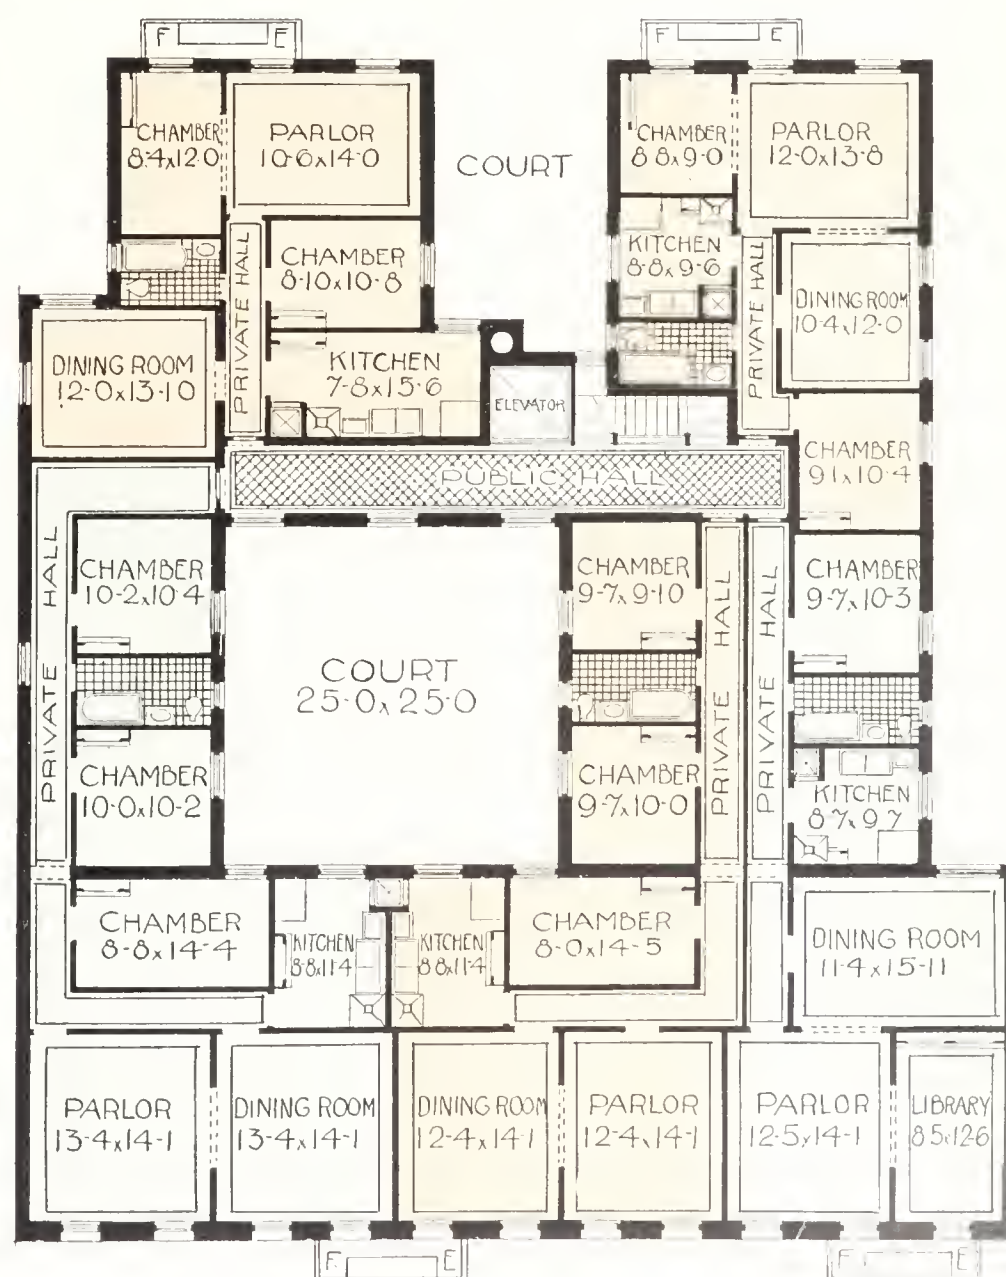 F E
F E
CHAMBER
8-4x12-0
PARLOR
10-6x14-0
COURT
CHAMBER
8-8x9-0
PARLOR
12-0x13-8
PRIVATE HALL
CHAMBER
8-10x10-8
KITCHEN
8-8x9-6
PRIVATE HALL
DINING ROOM
10-4x12-0
DINING ROOM
12-0x13-10
KITCHEN
7-8x15-6
ELEVATOR
CHAMBER
9-1x10-4
PUBLIC HALL
PRIVATE HALL
CHAMBER
10-2x10-4
COURT
25-0x25-0
CHAMBER
9-7x9-10
PRIVATE HALL
PRIVATE HALL
CHAMBER
9-7x10-3
CHAMBER
10-0x10-2
CHAMBER
9-7x10-0
KITCHEN
8-7x9-7
CHAMBER
8-8x14-4
KITCHEN
8-8x11-4
KITCHEN
8-8x11-4
CHAMBER
8-0x14-5
DINING ROOM
11-4x15-11
PARLOR
13-4x14-1
DINING ROOM
13-4x14-1
DINING ROOM
12-4x14-1
PARLOR
12-4x14-1
PARLOR
12-5x14-1
LIBRARY
8-5x12-6
F E
F E